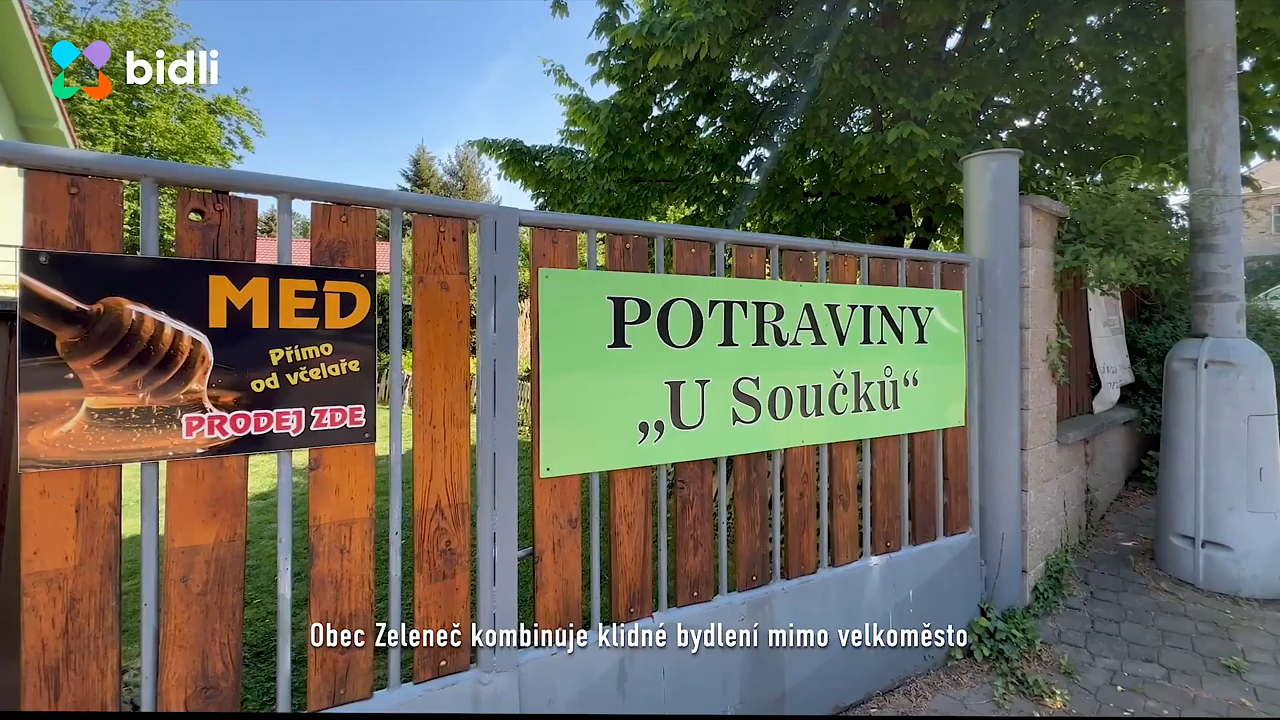 bidli
MED
Přímo
od včelaře
PRODEJ ZDE
POTRAVINY
„U Součků“
Obec Zeleneč kombinuje klidné bydlení mimo velkoměsto